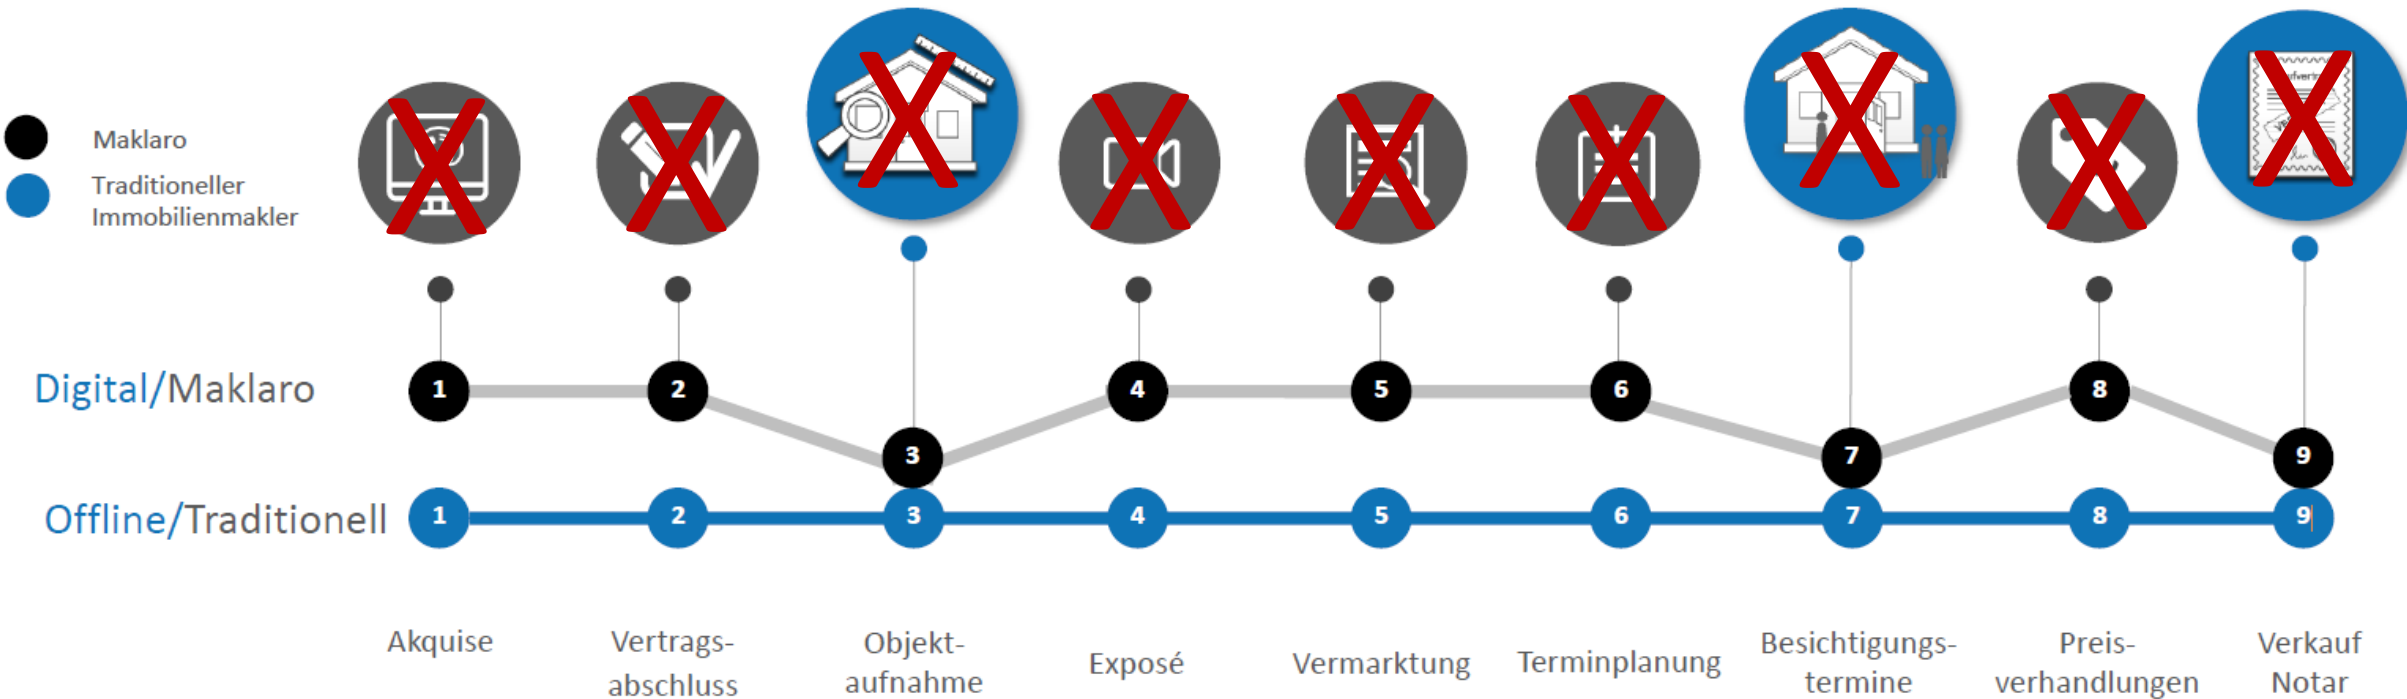 Maklaro
Traditioneller
Immobilienmakler
Digital/Maklaro
1 2 3 4 5 6 7 8 9
Offline/Traditionell
1 2 3 4 5 6 7 8 9
Akquise
Vertrags-
abschluss
Objekt-
aufnahme
Exposé
Vermarktung
Terminplanung
Besichtigungs-
termine
Preis-
verhandlungen
Verkauf
Notar